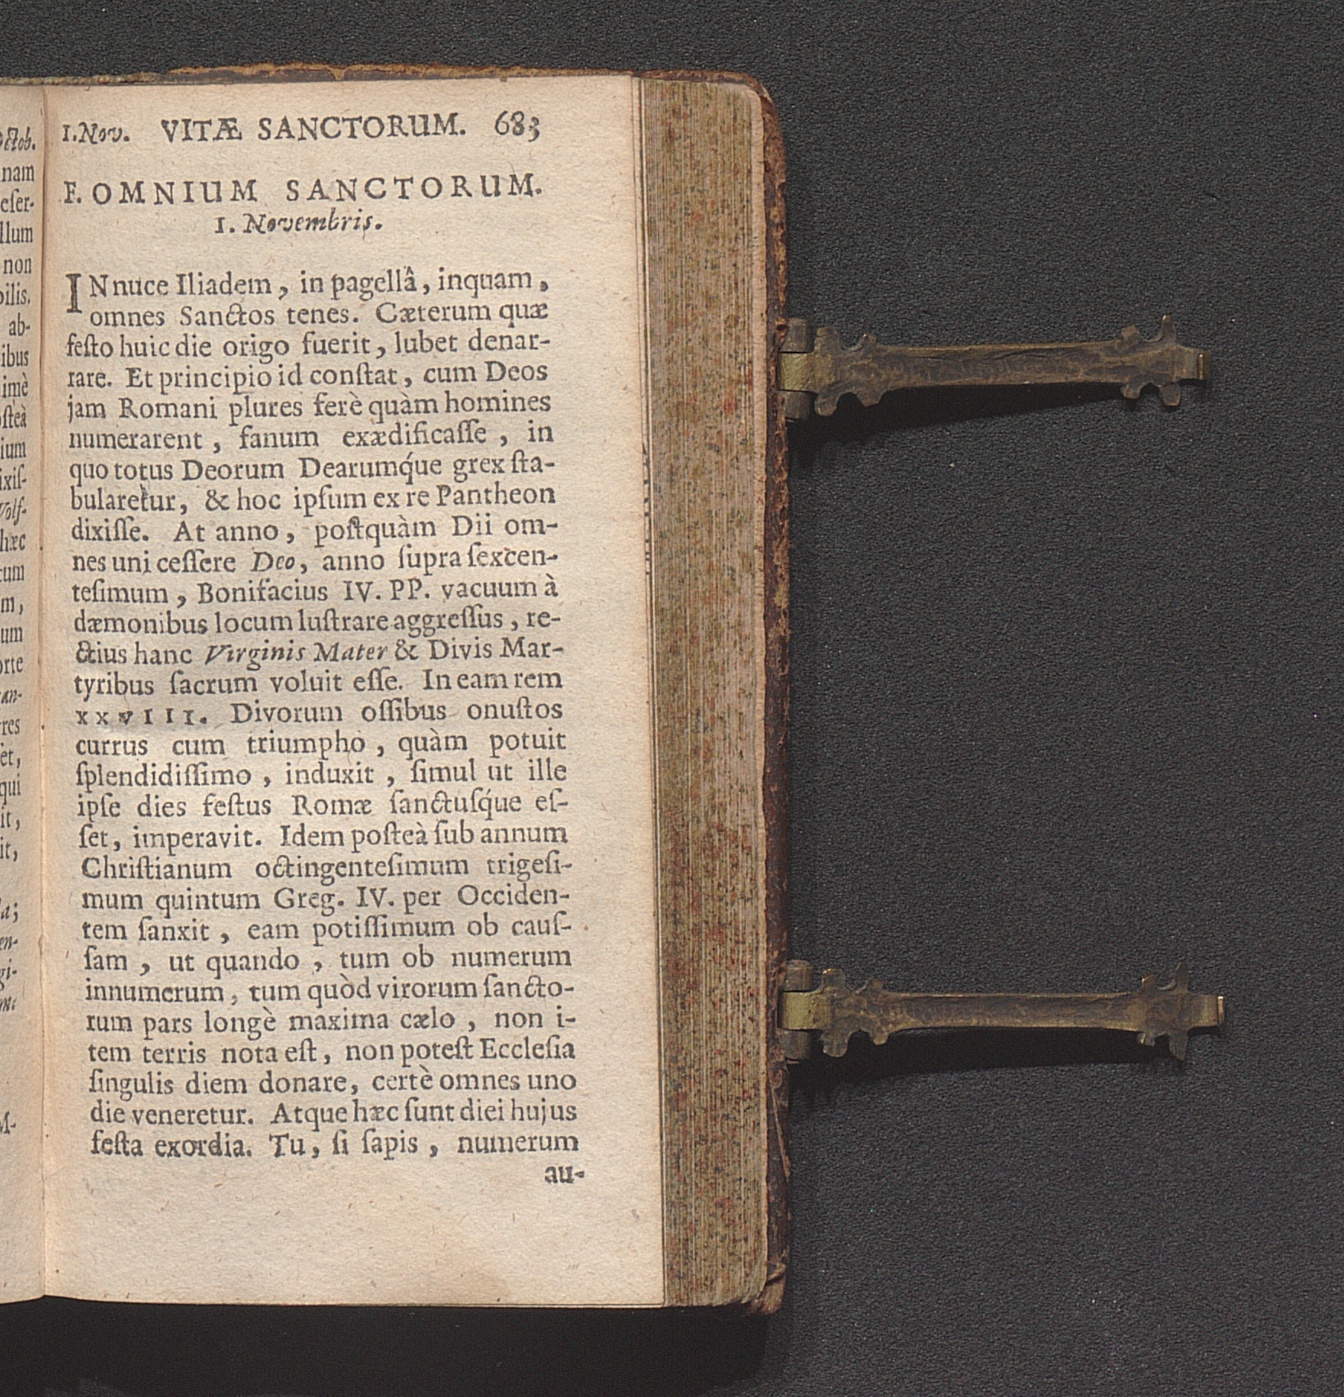 1. Nov. VITÆ SANCTORUM. 683
F. OMNIUM SANCTORUM.
1. Novembris.
IN nuce Iliadem, in pagellâ, inquam,
omnes Sanctos tenes. Cæterum quæ
festo huic die origo fuerit, lubet denar-
rare. Et principio id constat, cum Deos
jam Romani plures ferè quàm homines
numerarent, fanum exædificasse, in
quo totus Deorum Dearumq́ue grex sta-
bularetur, & hoc ipsum ex re Pantheon
dixisse. At anno, postquàm Dii om-
nes uni cessere Deo, anno supra sexcen-
tesimum, Bonifacius IV. PP. vacuum à
dæmonibus locum lustrare aggressus, re-
ctius hanc Virginis Mater & Divis Mar-
tyribus sacrum voluit esse. In eam rem
XXVIII. Divorum ossibus onustos
currus cum triumpho, quàm potuit
splendidissimo, induxit, simul ut ille
ipse dies festus Romæ sanctusq́ue es-
set, imperavit. Idem posteà sub annum
Christianum octingentesimum trigesi-
mum quintum Greg. IV. per Occiden-
tem sanxit, eam potissimum ob caus-
sam, ut quando, tum ob numerum
innumerum, tum quòd virorum sancto-
rum pars longè maxima cælo, non i-
tem terris nota est, non potest Ecclesia
singulis diem donare, certè omnes uno
die veneretur. Atque hæc sunt diei hujus
festa exordia. Tu, si sapis, numerum
au-